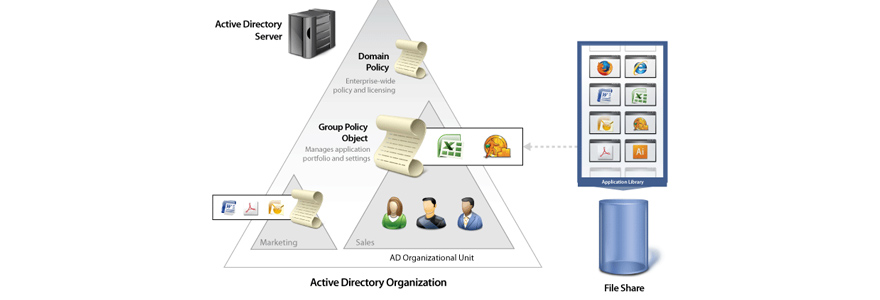 Active Directory
Server
Domain
Policy
Enterprise-wide
policy and licensing
Group Policy
Object
Manages application
portfolio and settings
Marketing
Sales
AD Organizational Unit
Active Directory Organization
Ai
Application Library
File Share